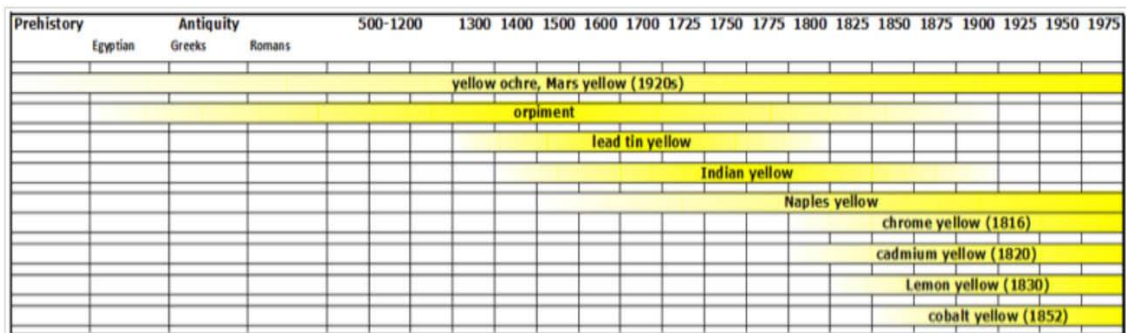 Prehistory Antiquity 500-1200 1300 1400 1500 1600 1700 1725 1750 1775 1800 1825 1850 1875 1900 1925 1950 1975
Egyptian Greeks Romans
yellow ochre, Mars yellow (1920s)
orpiment
lead tin yellow
Indian yellow
Naples yellow
chrome yellow (1816)
cadmium yellow (1820)
Lemon yellow (1830)
cobalt yellow (1852)